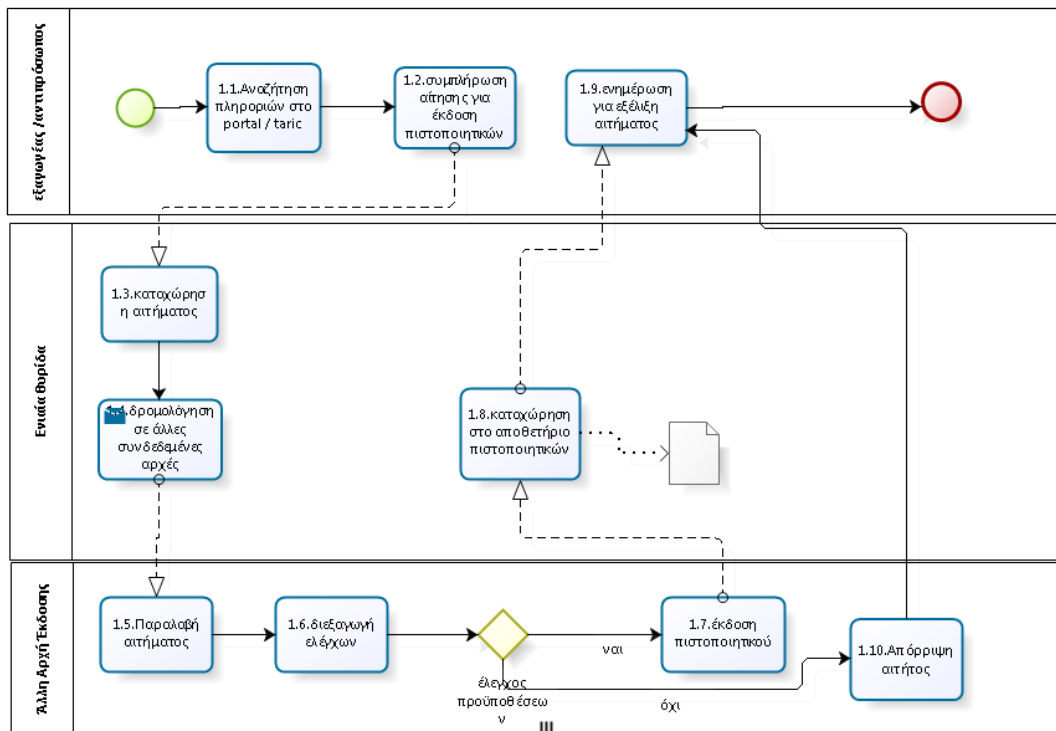 εξαγωγέας /αντιπρόσωπος
1.1.Αναζήτηση
πληροριών στο
portal / taric
1.2.συμπλήρωση
αίτησης για
έκδοση
πιστοποιητικών
1.9.ενημέρωση
για εξέλιξη
αιτήματος
Ενιαία θυρίδα
1.3.καταχώρησ
η αιτήματος
1.4.δρομολόγηση
σε άλλες
συνδεδεμένες
αρχές
1.8.καταχώρηση
στο αποθετήριο
πιστοποιητικών
Άλλη Αρχή Έκδοσης
1.5.Παραλαβή
αιτήματος
1.6.διεξαγωγή
ελέγχων
έλεγχος
προϋποθέσεω
ν
ναι
όχι
1.7.έκδοση
πιστοποιητικού
1.10.Απόρριψη
αιτήτος